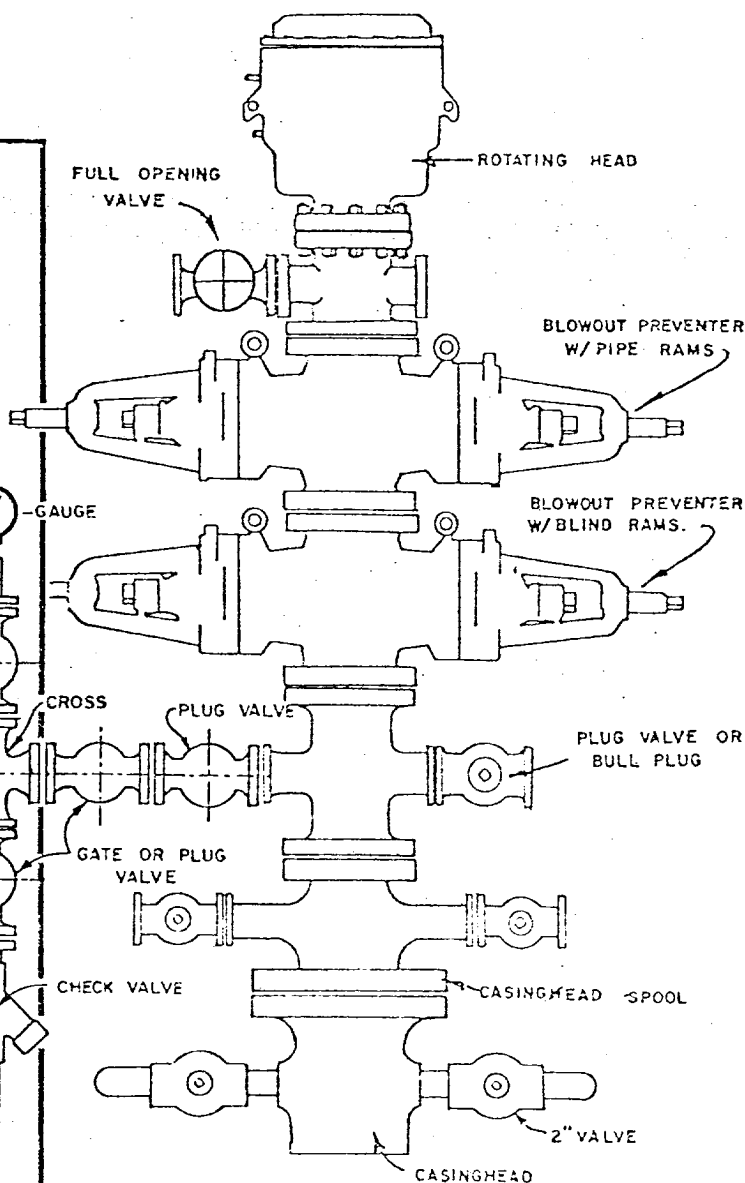 ROTATING HEAD
FULL OPENING
VALVE
BLOWOUT PREVENTER
W/ PIPE RAMS
GAUGE
BLOWOUT PREVENTER
W/ BLIND RAMS.
CROSS
PLUG VALVE
PLUG VALVE OR
BULL PLUG
GATE OR PLUG
VALVE
CHECK VALVE
CASINGHEAD SPOOL
2" VALVE
CASINGHEAD